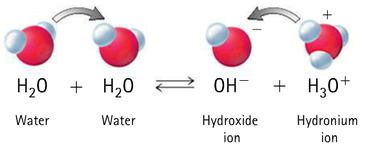 − +
H₂O + H₂O ⇌ OH⁻ + H₃O⁺
Water Water Hydroxide ion Hydronium ion